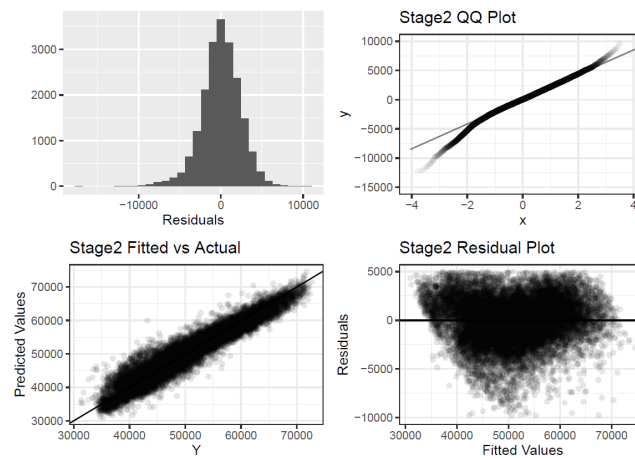 3000
2000
1000
0
−10000 0 10000
Residuals
Stage2 QQ Plot
10000
5000
0
−5000
−10000
−15000
y
−4 −2 0 2 4
x
Stage2 Fitted vs Actual
70000
60000
50000
40000
30000
Predicted Values
30000 40000 50000 60000 70000
Y
Stage2 Residual Plot
5000
0
−5000
−10000
Residuals
30000 40000 50000 60000 70000
Fitted Values